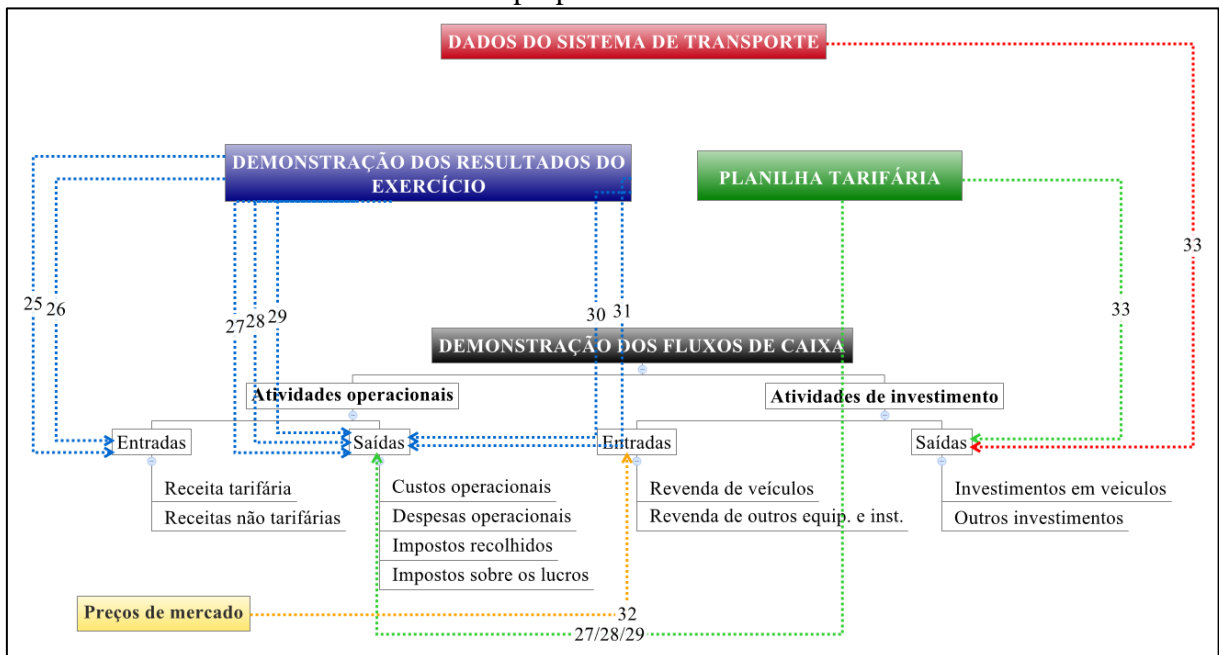 DADOS DO SISTEMA DE TRANSPORTE
DEMONSTRAÇÃO DOS RESULTADOS DO
EXERCÍCIO
PLANILHA TARIFÁRIA
33
25
26
27
28
29
30
31
33
DEMONSTRAÇÃO DOS FLUXOS DE CAIXA
Atividades operacionais
Atividades de investimento
Entradas
Saídas
Entradas
Saídas
Receita tarifária
Receitas não tarifárias
Custos operacionais
Despesas operacionais
Impostos recolhidos
Impostos sobre os lucros
Revenda de veículos
Revenda de outros equip. e inst.
Investimentos em veiculos
Outros investimentos
Preços de mercado
32
27/28/29